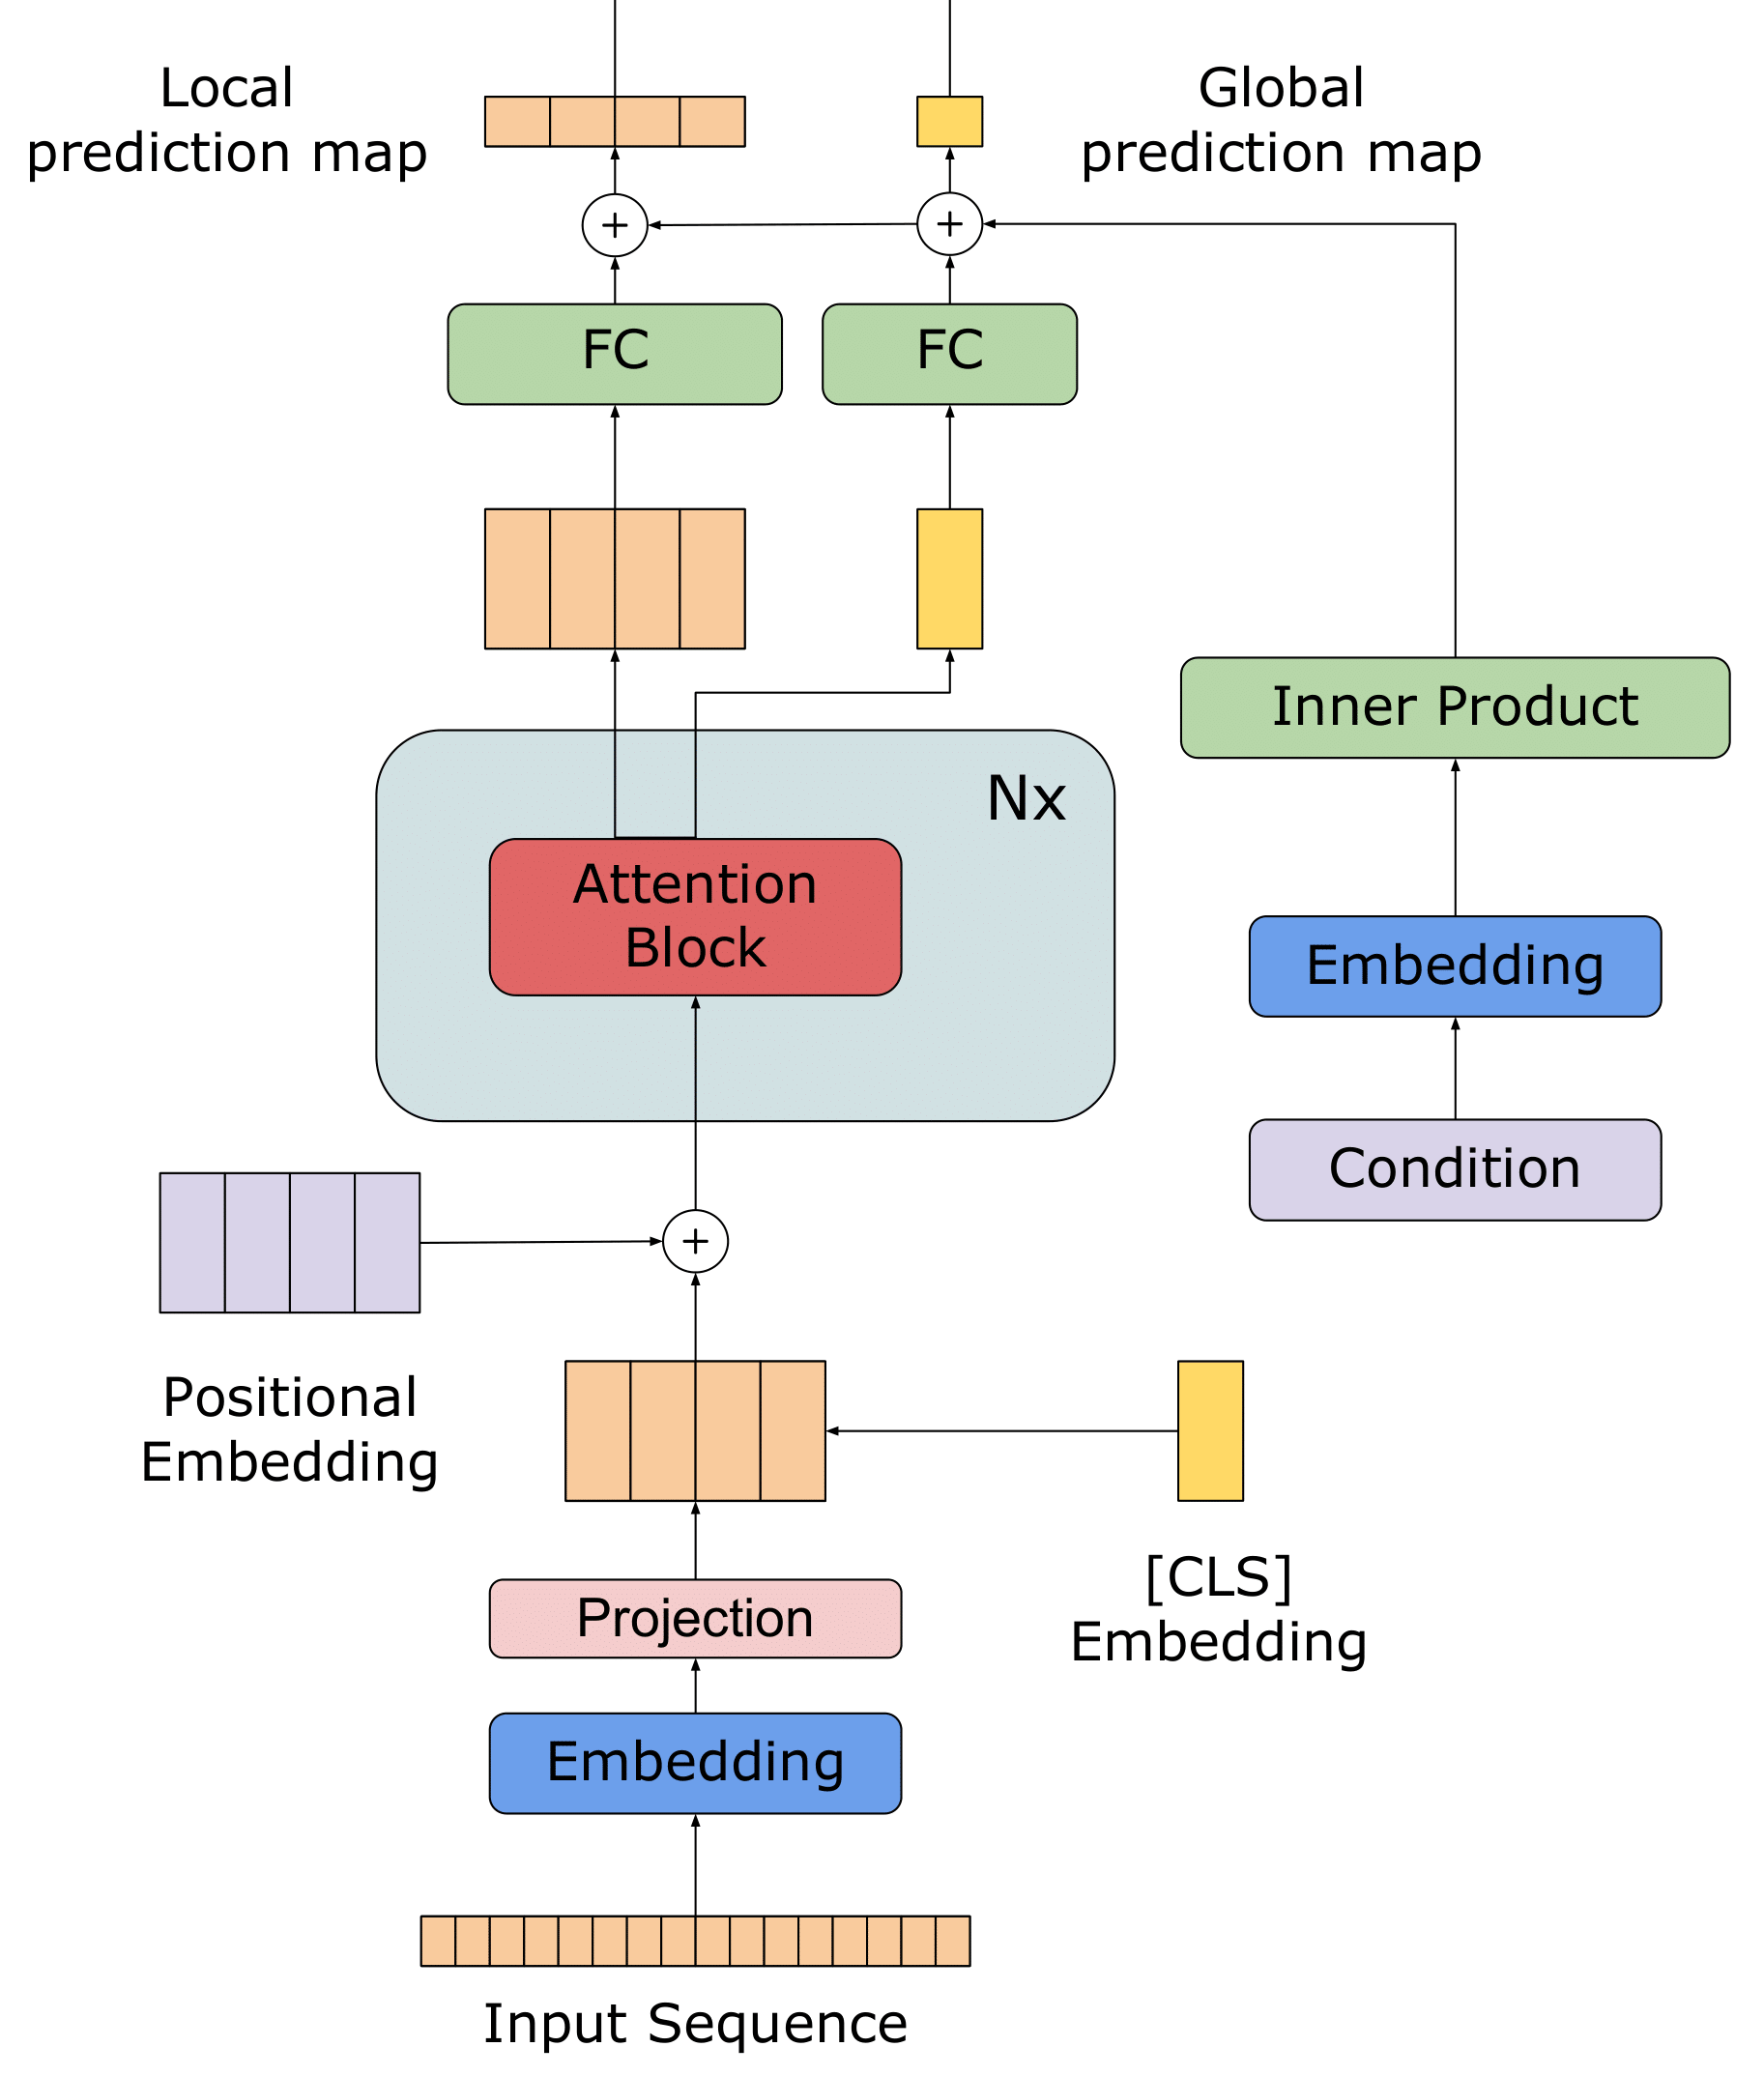 Local
prediction map
Global
prediction map
+
+
FC
FC
Inner Product
Nx
Attention
Block
Embedding
Condition
+
Positional
Embedding
[CLS]
Embedding
Projection
Embedding
Input Sequence